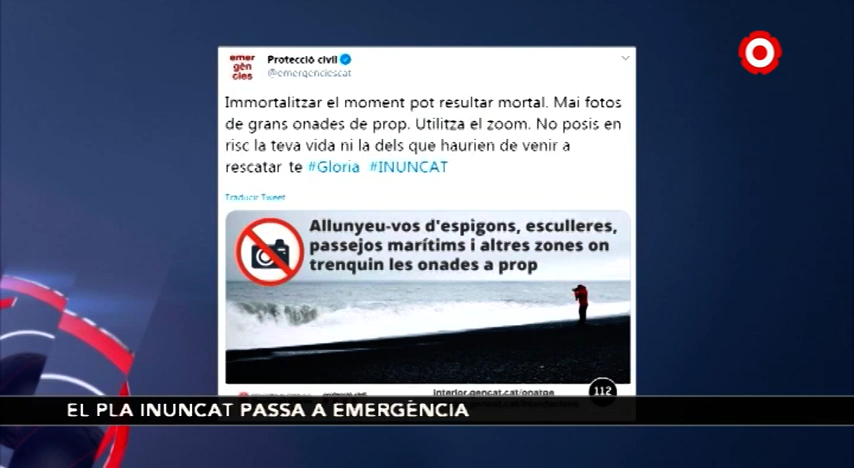 emer
gèn
cies
Protecció civil
@emergenciescat
Immortalitzar el moment pot resultar mortal. Mai fotos
de grans onades de prop. Utilitza el zoom. No posis en
risc la teva vida ni la dels que haurien de venir a
rescatar te #Gloria #INUNCAT
Traducir Tweet
Allunyeu-vos d'espigons, esculleres,
passejos marítims i altres zones on
trenquin les onades a prop
interior.gencat.cat/onatge
112
EL PLA INUNCAT PASSA A EMERGÈNCIA